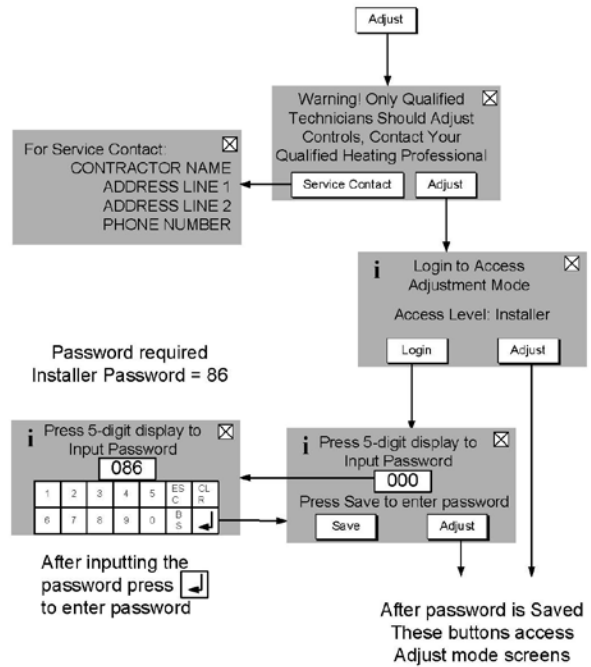 Adjust
Warning! Only Qualified
Technicians Should Adjust
Controls, Contact Your
Qualified Heating Professional
Service Contact
Adjust
For Service Contact:
CONTRACTOR NAME
ADDRESS LINE 1
ADDRESS LINE 2
PHONE NUMBER
i
Login to Access
Adjustment Mode
Access Level: Installer
Login
Adjust
Password required
Installer Password = 86
i
Press 5-digit display to
Input Password
086
1 2 3 4 5 ES
C CL
R
6 7 8 9 0 B
S ↲
i
Press 5-digit display to
Input Password
000
Press Save to enter password
Save
Adjust
After inputting the
password press ↲
to enter password
After password is Saved
These buttons access
Adjust mode screens